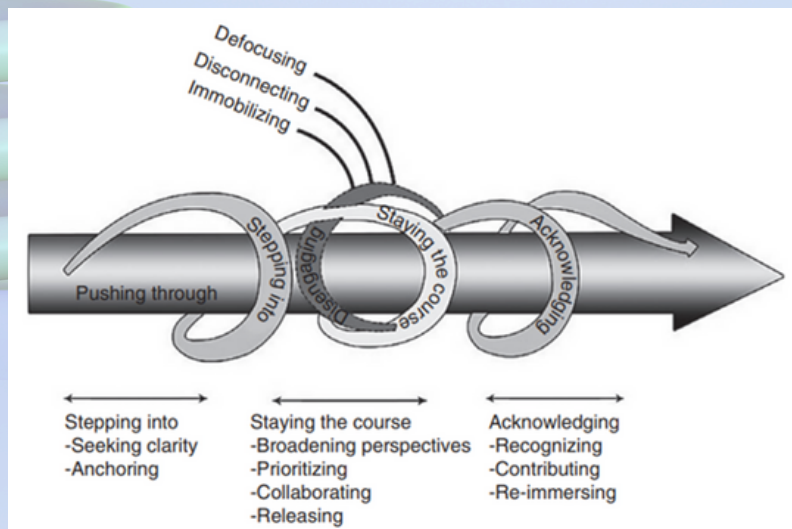 Defocusing
Disconnecting
Immobilizing
Stepping into
Disengaging
Staying the course
Acknowledging
Pushing through
Stepping into
-Seeking clarity
-Anchoring
Staying the course
-Broadening perspectives
-Prioritizing
-Collaborating
-Releasing
Acknowledging
-Recognizing
-Contributing
-Re-immersing